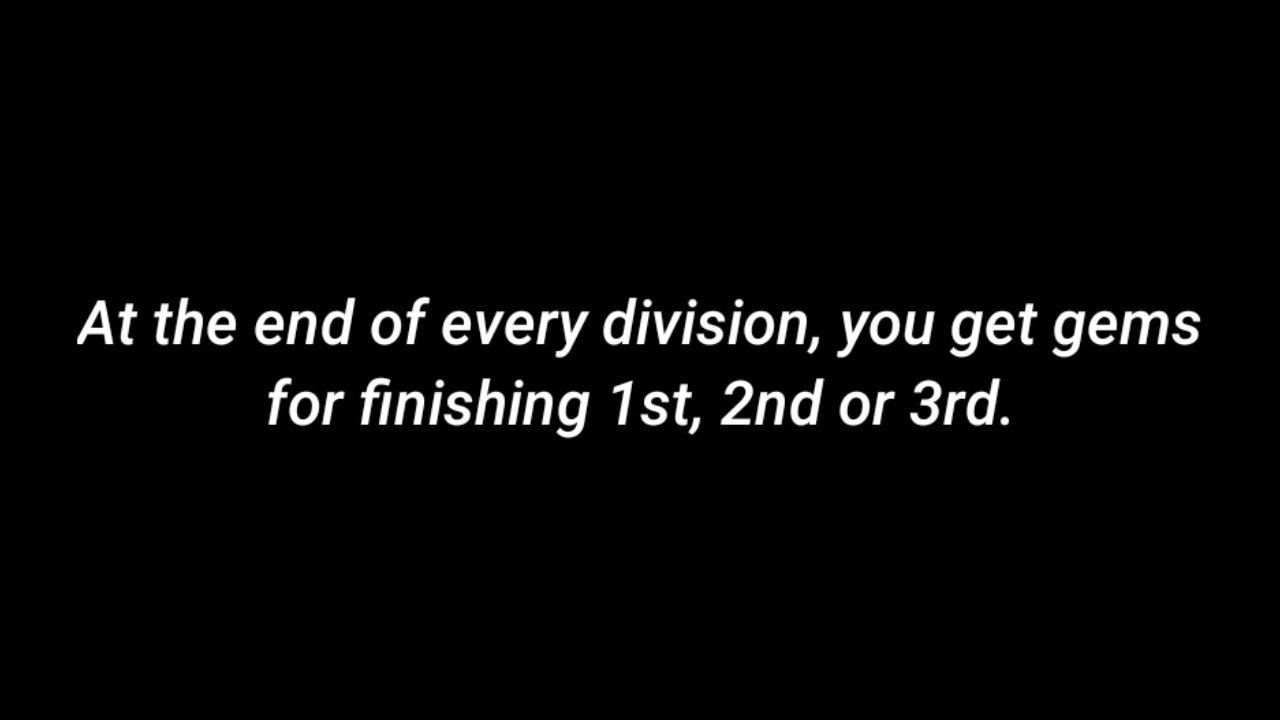 At the end of every division, you get gems
for finishing 1st, 2nd or 3rd.